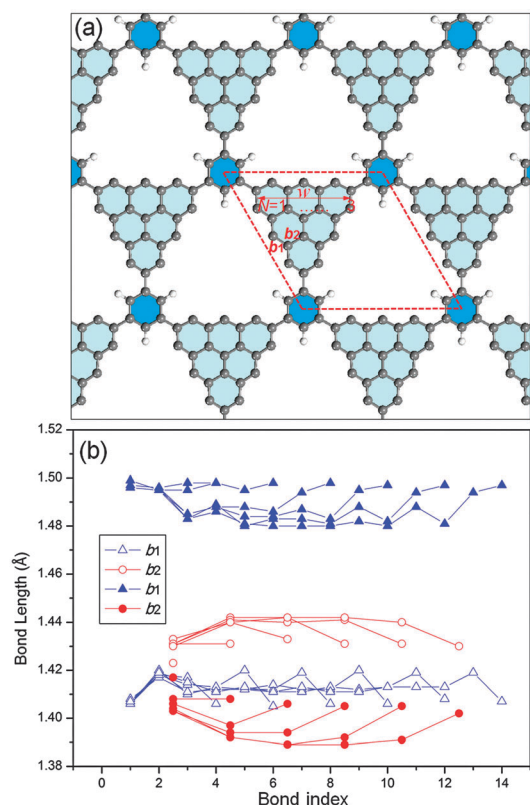 (a)
w
N=1 ...... 3
b2
b1
(b)
1.52
1.50
1.48
1.46
1.44
1.42
1.40
1.38
Bond Length (Å)
b1
b2
b1
b2
0 2 4 6 8 10 12 14
Bond index